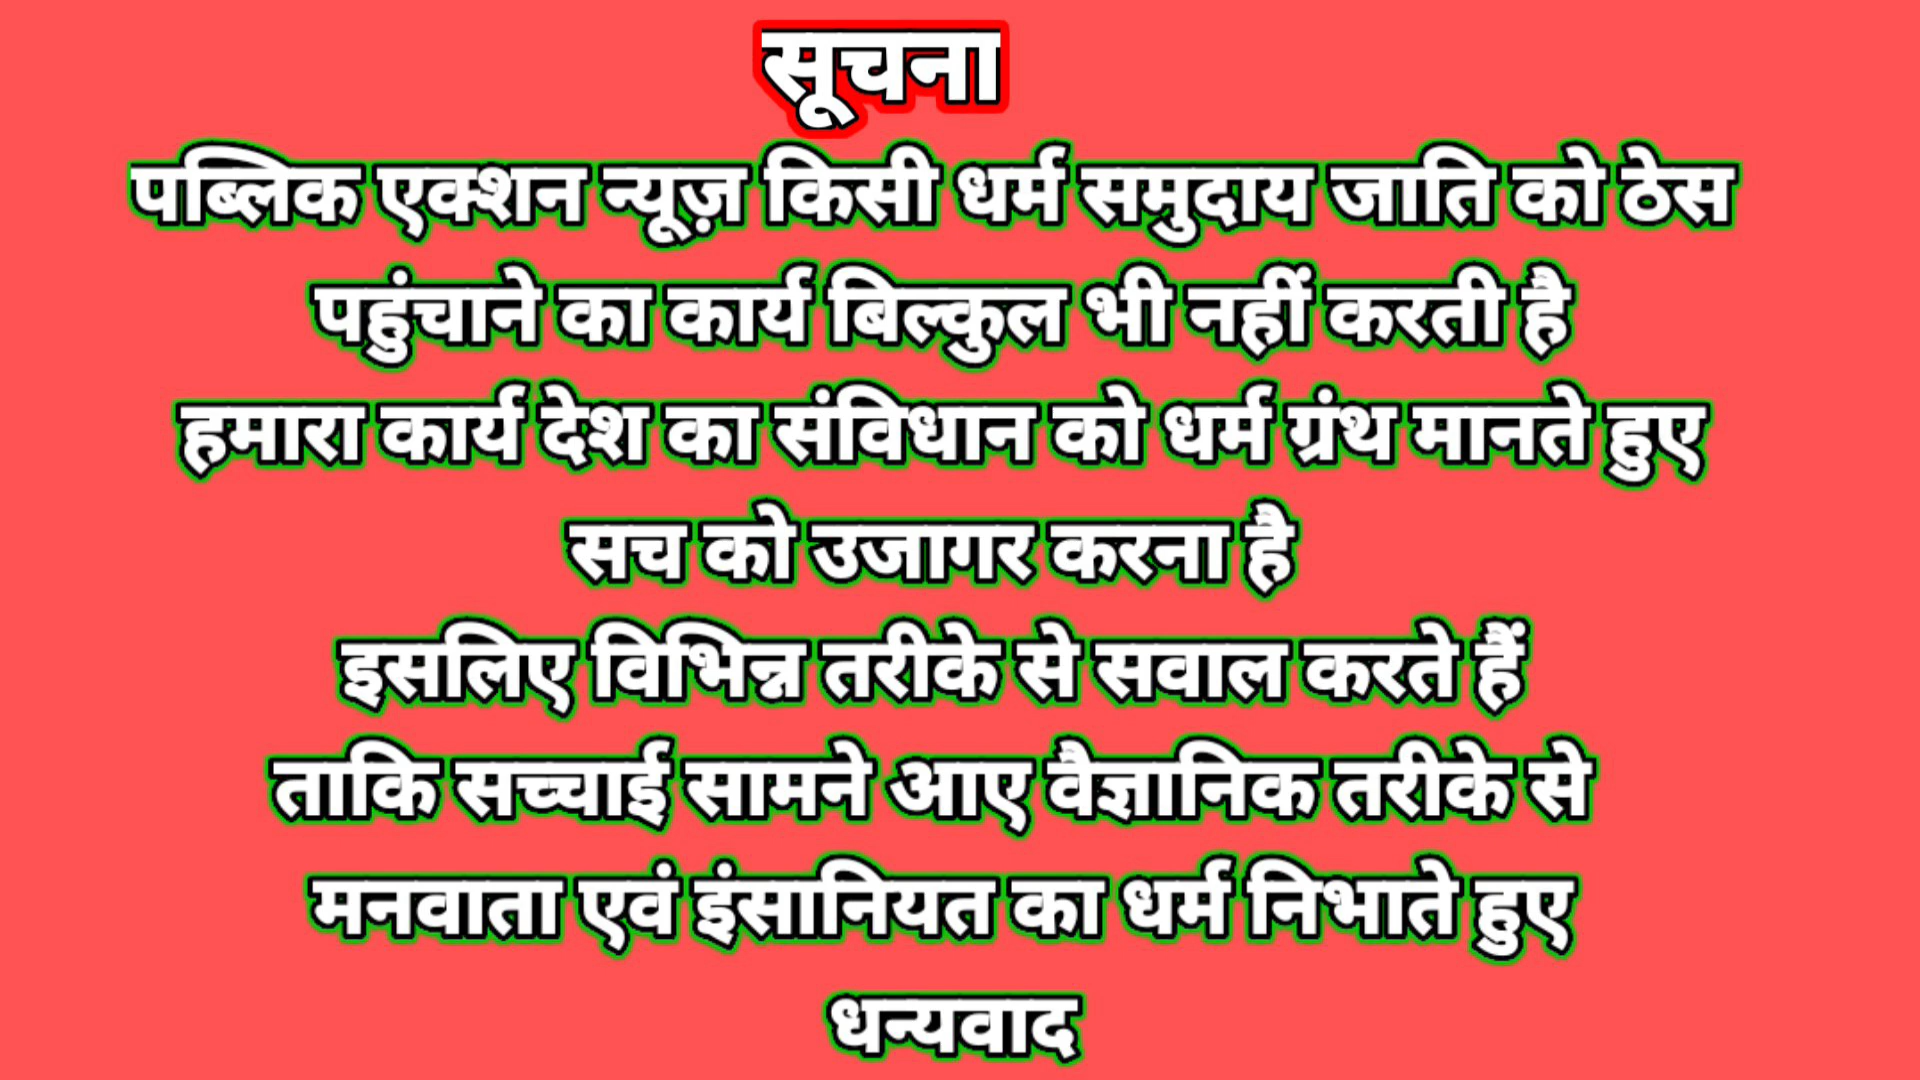 सूचना
पब्लिक एक्शन न्यूज़ किसी धर्म समुदाय जाति को ठेस
पहुंचाने का कार्य बिल्कुल भी नहीं करती है
हमारा कार्य देश का संविधान को धर्म ग्रंथ मानते हुए
सच को उजागर करना है
इसलिए विभिन्न तरीके से सवाल करते हैं
ताकि सच्चाई सामने आए वैज्ञानिक तरीके से
मनवाता एवं इंसानियत का धर्म निभाते हुए
धन्यवाद